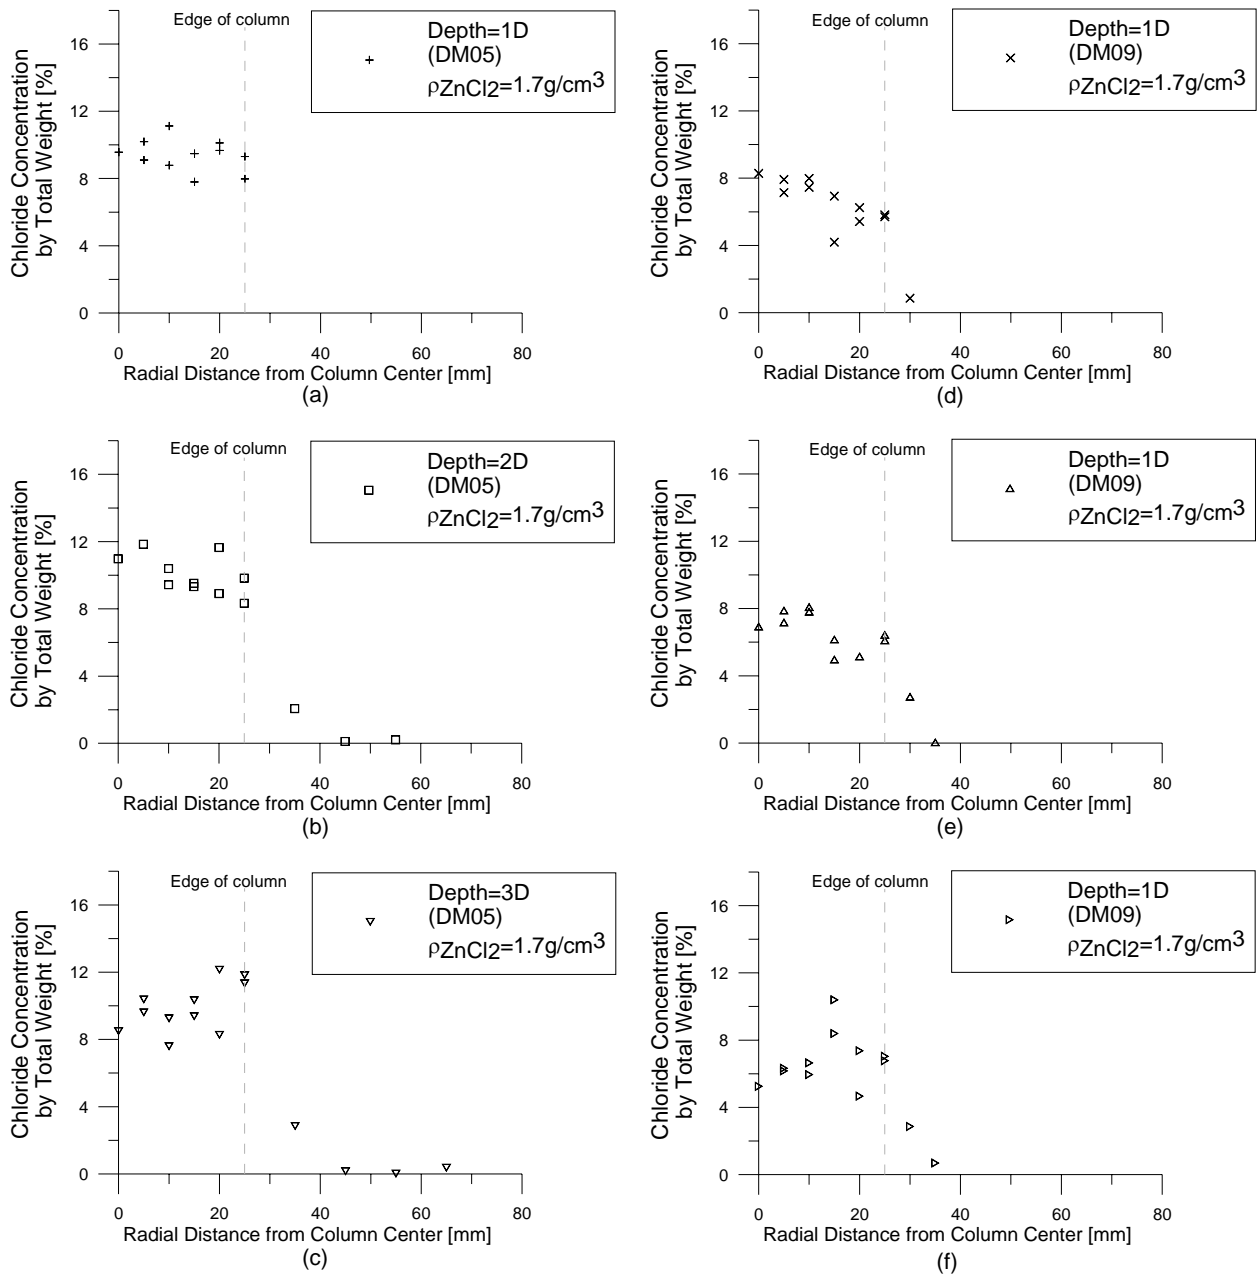 Edge of column
Depth=1D
(DM05)
ρZnCl2=1.7g/cm3
16
12
8
4
0
Chloride Concentration
by Total Weight [%]
0 20 40 60 80
Radial Distance from Column Center [mm]
(a)
Edge of column
Depth=1D
(DM09)
ρZnCl2=1.7g/cm3
16
12
8
4
0
Chloride Concentration
by Total Weight [%]
0 20 40 60 80
Radial Distance from Column Center [mm]
(d)
Edge of column
Depth=2D
(DM05)
ρZnCl2=1.7g/cm3
16
12
8
4
0
Chloride Concentration
by Total Weight [%]
0 20 40 60 80
Radial Distance from Column Center [mm]
(b)
Edge of column
Depth=1D
(DM09)
ρZnCl2=1.7g/cm3
16
12
8
4
0
Chloride Concentration
by Total Weight [%]
0 20 40 60 80
Radial Distance from Column Center [mm]
(e)
Edge of column
Depth=3D
(DM05)
ρZnCl2=1.7g/cm3
16
12
8
4
0
Chloride Concentration
by Total Weight [%]
0 20 40 60 80
Radial Distance from Column Center [mm]
(c)
Edge of column
Depth=1D
(DM09)
ρZnCl2=1.7g/cm3
16
12
8
4
0
Chloride Concentration
by Total Weight [%]
0 20 40 60 80
Radial Distance from Column Center [mm]
(f)